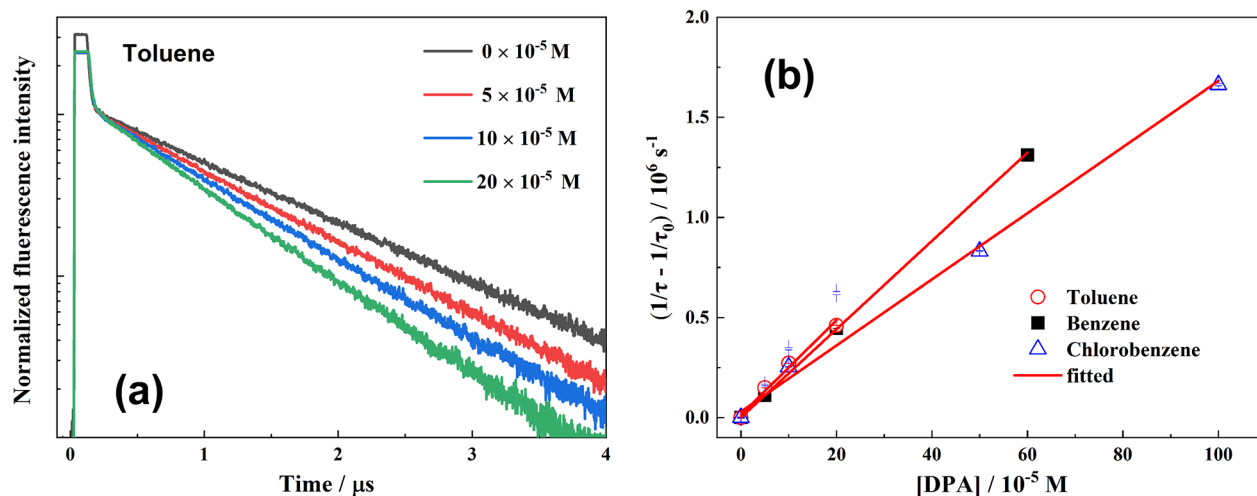 Normalized fluerescence intensity
Toluene
0 × 10⁻⁵ M
5 × 10⁻⁵ M
10 × 10⁻⁵ M
20 × 10⁻⁵ M
(a)
0 1 2 3 4
Time / μs
(1/τ - 1/τ₀) / 10⁶ s⁻¹
(b)
2.0
1.5
1.0
0.5
0.0
Toluene
Benzene
Chlorobenzene
fitted
0 20 40 60 80 100
[DPA] / 10⁻⁵ M